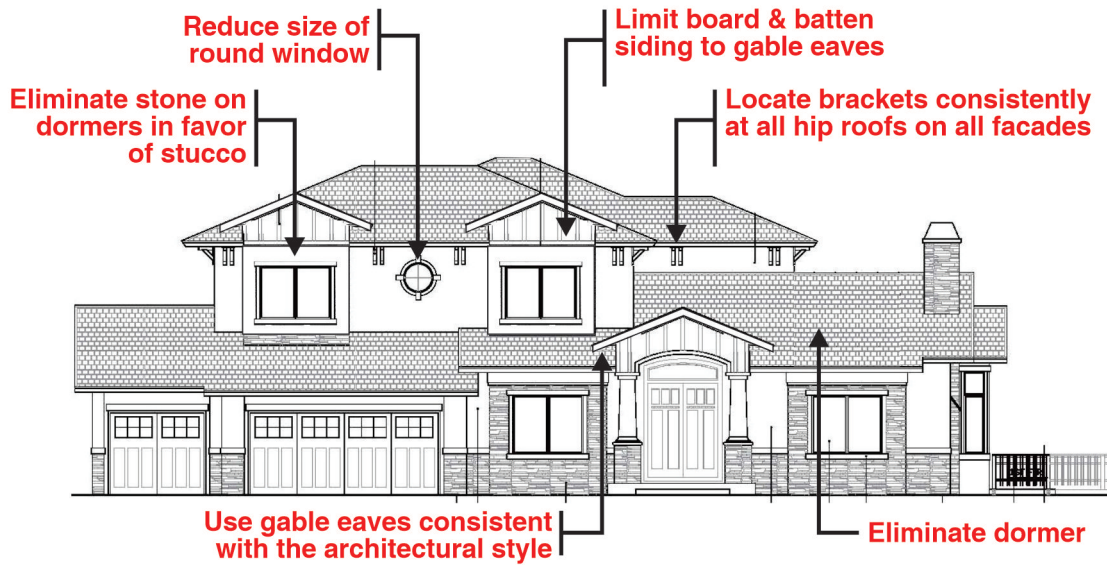 Reduce size of
round window
Limit board & batten
siding to gable eaves
Eliminate stone on
dormers in favor
of stucco
Locate brackets consistently
at all hip roofs on all facades
Use gable eaves consistent
with the architectural style
Eliminate dormer